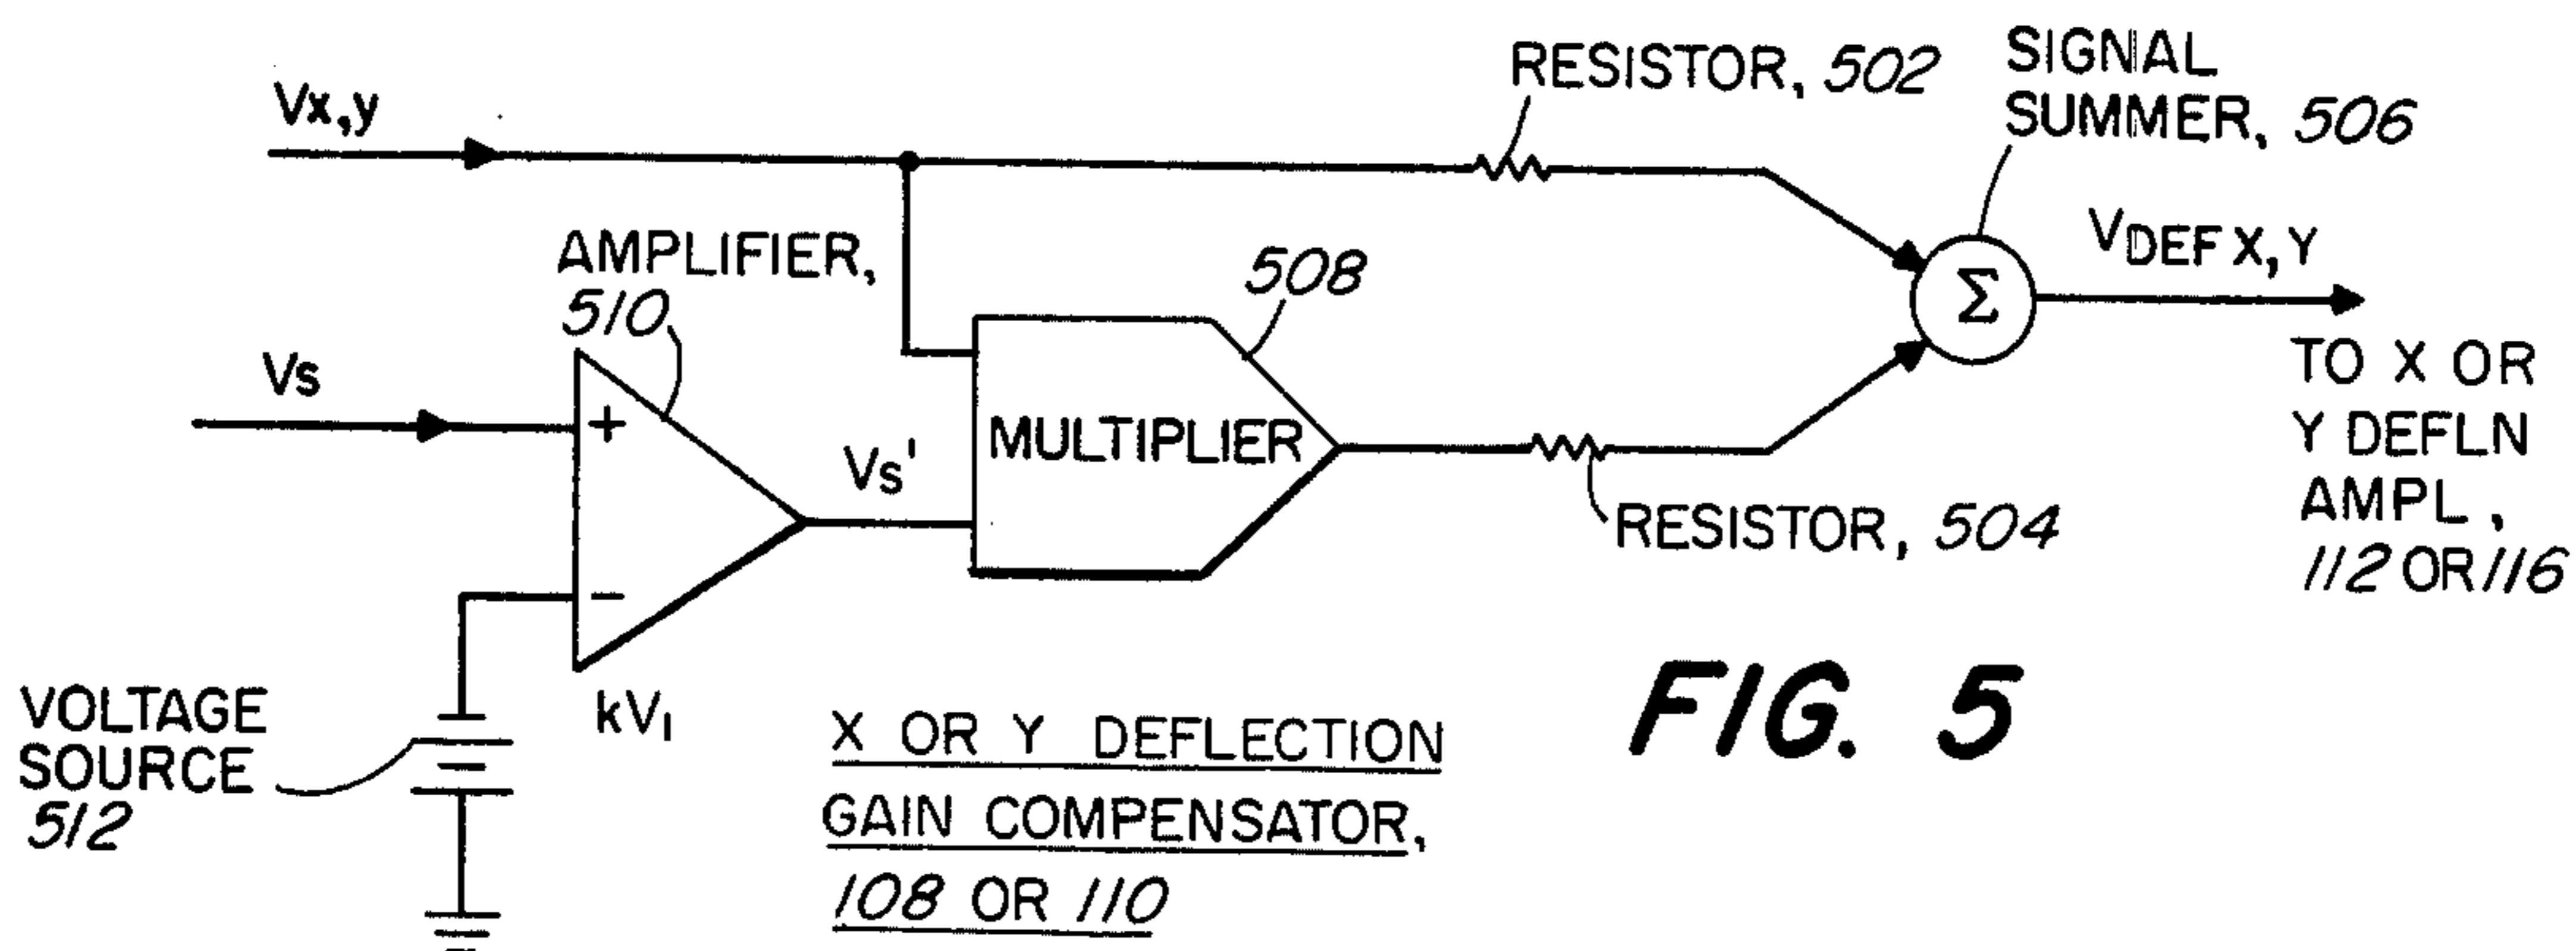 Vx,y
RESISTOR, 502
SIGNAL
SUMMER, 506
AMPLIFIER,
510
508
VDEF X, Y
Σ
Vs
+
Vs'
MULTIPLIER
TO X OR
Y DEFLN
AMPL,
112 OR 116
RESISTOR, 504
−
VOLTAGE
SOURCE
512
kV1
X OR Y DEFLECTION
GAIN COMPENSATOR,
108 OR 110
FIG. 5